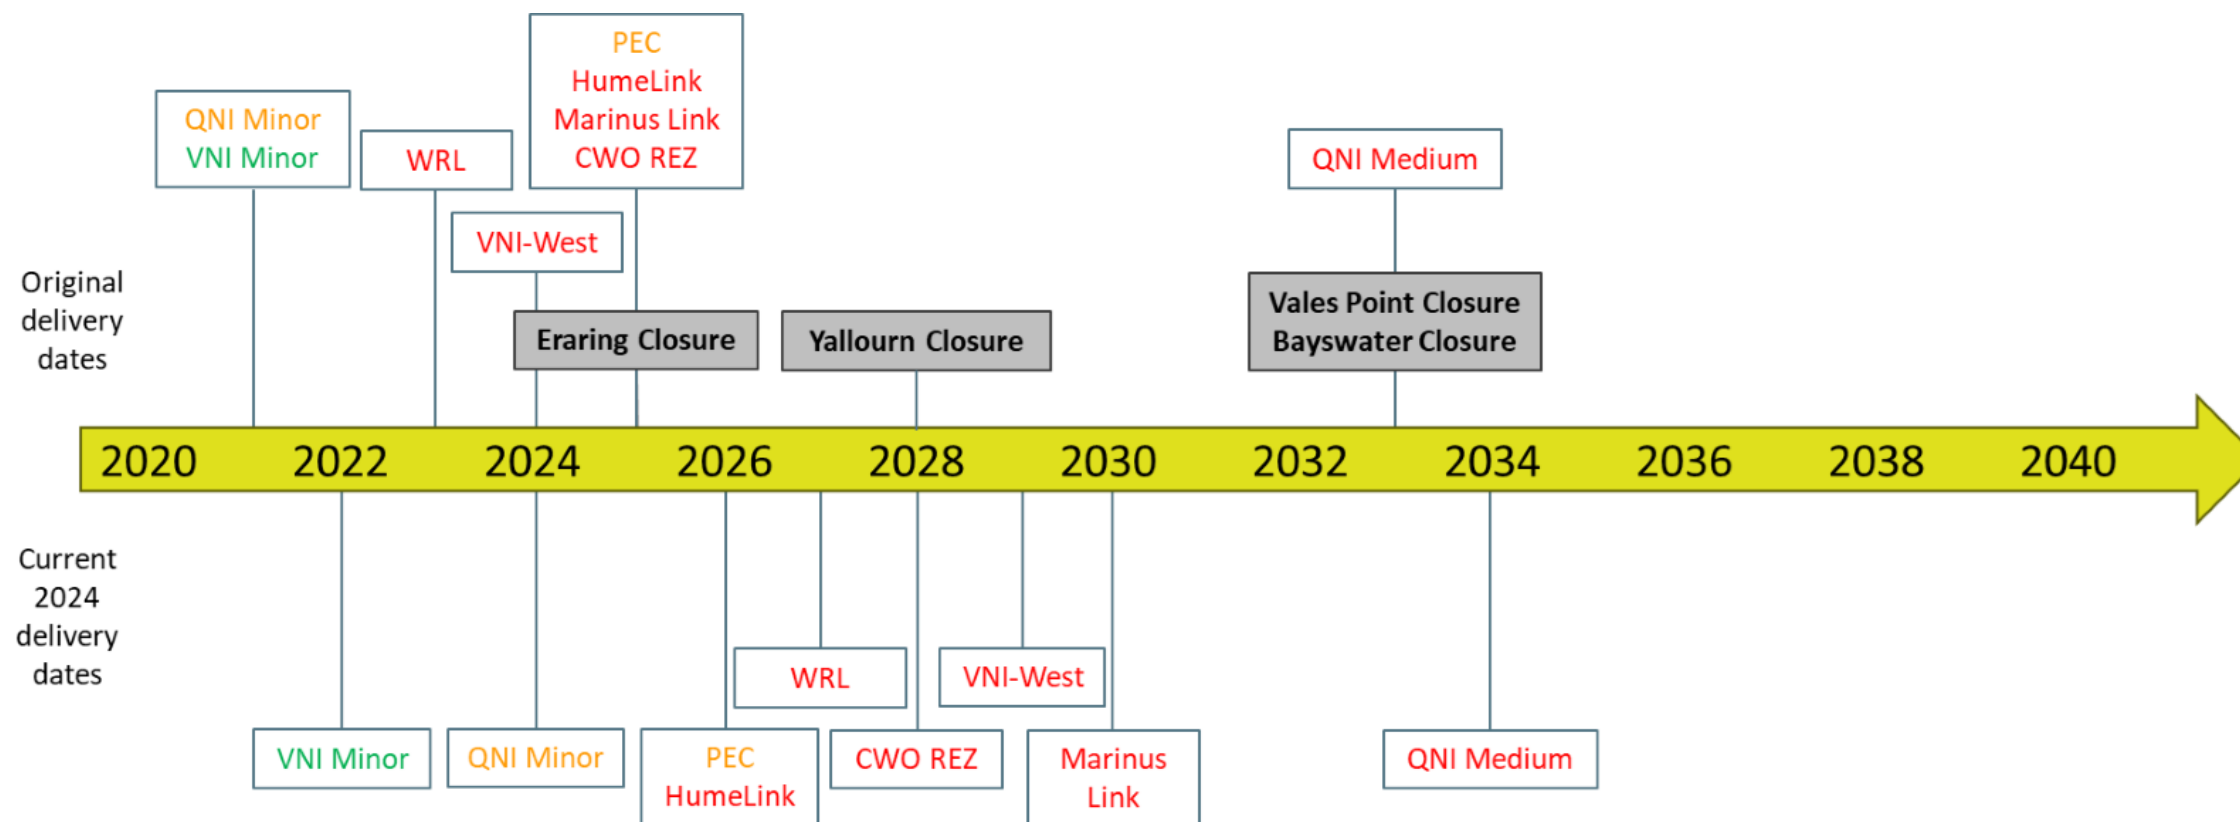 PEC
HumeLink
Marinus Link
CWO REZ
QNI Minor
VNI Minor
WRL
QNI Medium
VNI-West
Original
delivery
dates
Eraring Closure
Yallourn Closure
Vales Point Closure
Bayswater Closure
2020 2022 2024 2026 2028 2030 2032 2034 2036 2038 2040
Current
2024
delivery
dates
WRL
VNI-West
VNI Minor
QNI Minor
PEC
HumeLink
CWO REZ
Marinus
Link
QNI Medium